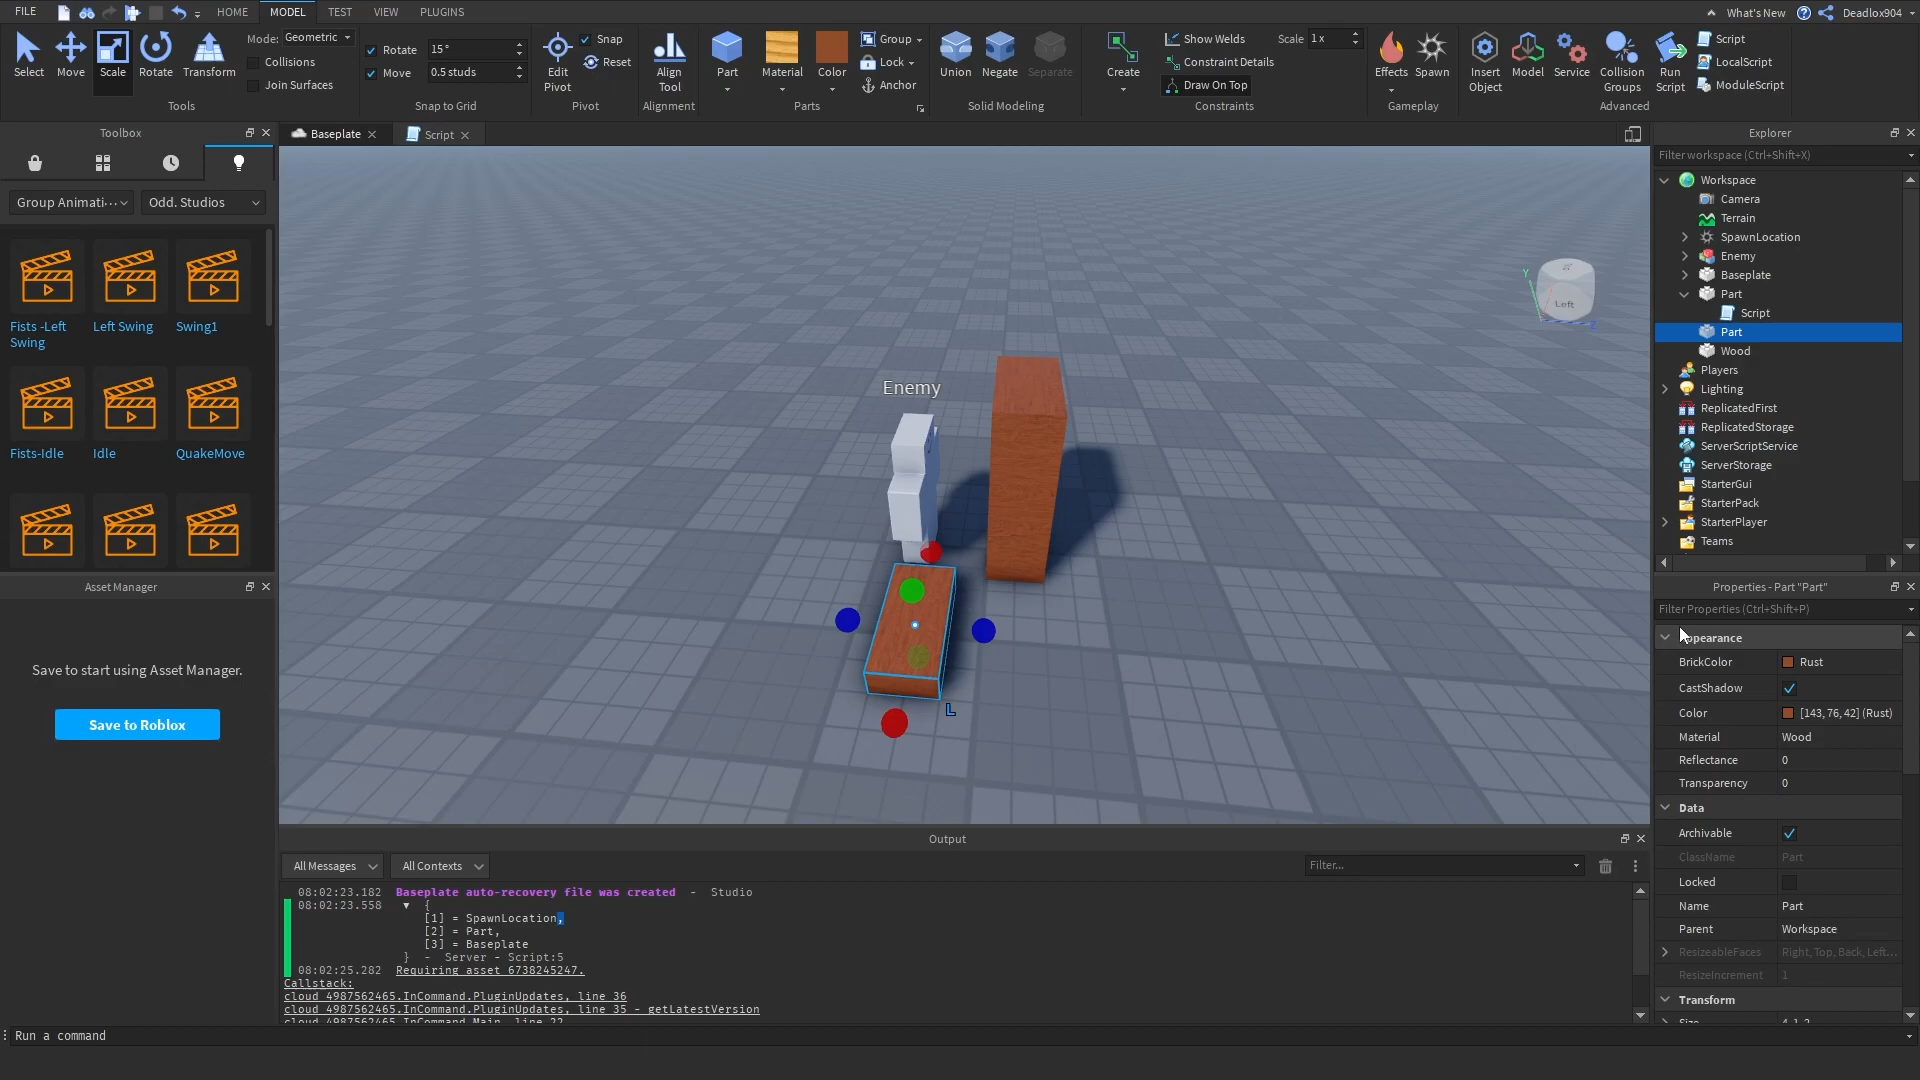 FILE HOME MODEL TEST VIEW PLUGINS What's New Deadlox904
Select Move Scale Rotate Transform
Mode: Geometric
Collisions
Join Surfaces
Tools
Rotate 15°
Move 0.5 studs
Snap to Grid
Edit Pivot
Snap
Reset
Pivot
Align Tool
Alignment
Part Material Color
Group
Lock
Anchor
Parts
Union Negate Separate
Solid Modeling
Create
Show Welds Scale 1 x
Constraint Details
Draw On Top
Constraints
Effects Spawn
Gameplay
Insert Object Model Service Collision Groups Run Script
Script
LocalScript
ModuleScript
Advanced
Toolbox
Group Animati··· Odd. Studios
Fists -Left Swing
Left Swing
Swing1
Fists-Idle
Idle
QuakeMove
Asset Manager
Save to start using Asset Manager.
Save to Roblox
Baseplate Script
Enemy
Left
Y
Z
L
Output
All Messages All Contexts Filter...
08:02:23.182 Baseplate auto-recovery file was created - Studio
08:02:23.558 ▼ {
[1] = SpawnLocation,
[2] = Part,
[3] = Baseplate
} - Server - Script:5
08:02:25.282 Requiring asset 6738245247.
Callstack:
cloud_4987562465.InCommand.PluginUpdates, line 36
cloud_4987562465.InCommand.PluginUpdates, line 35 - getLatestVersion
cloud_4987562465.InCommand.Main, line 22
Run a command
Explorer
Filter workspace (Ctrl+Shift+X)
Workspace
Camera
Terrain
SpawnLocation
Enemy
Baseplate
Part
Script
Part
Wood
Players
Lighting
ReplicatedFirst
ReplicatedStorage
ServerScriptService
ServerStorage
StarterGui
StarterPack
StarterPlayer
Teams
Properties - Part "Part"
Filter Properties (Ctrl+Shift+P)
Appearance
BrickColor Rust
CastShadow
Color [143, 76, 42] (Rust)
Material Wood
Reflectance 0
Transparency 0
Data
Archivable
ClassName Part
Locked
Name Part
Parent Workspace
ResizeableFaces Right, Top, Back, Left...
ResizeIncrement 1
Transform
Size 4, 1, 2